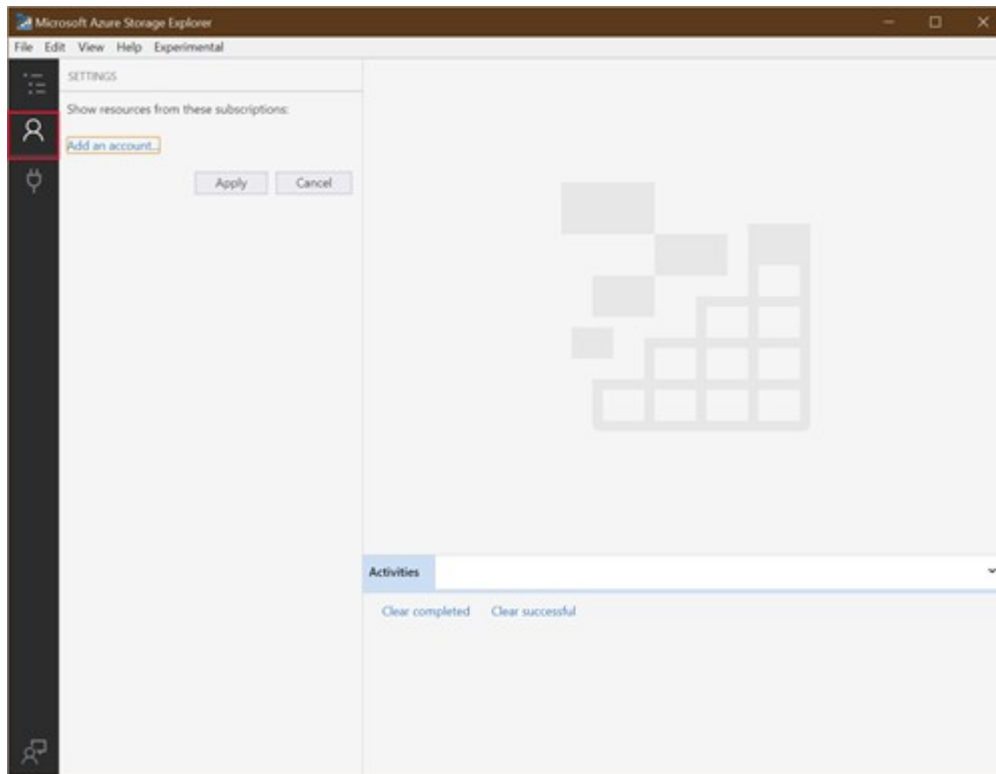 Microsoft Azure Storage Explorer
File Edit View Help Experimental
SETTINGS
Show resources from these subscriptions:
Add an account...
Apply Cancel
Activities
Clear completed Clear successful